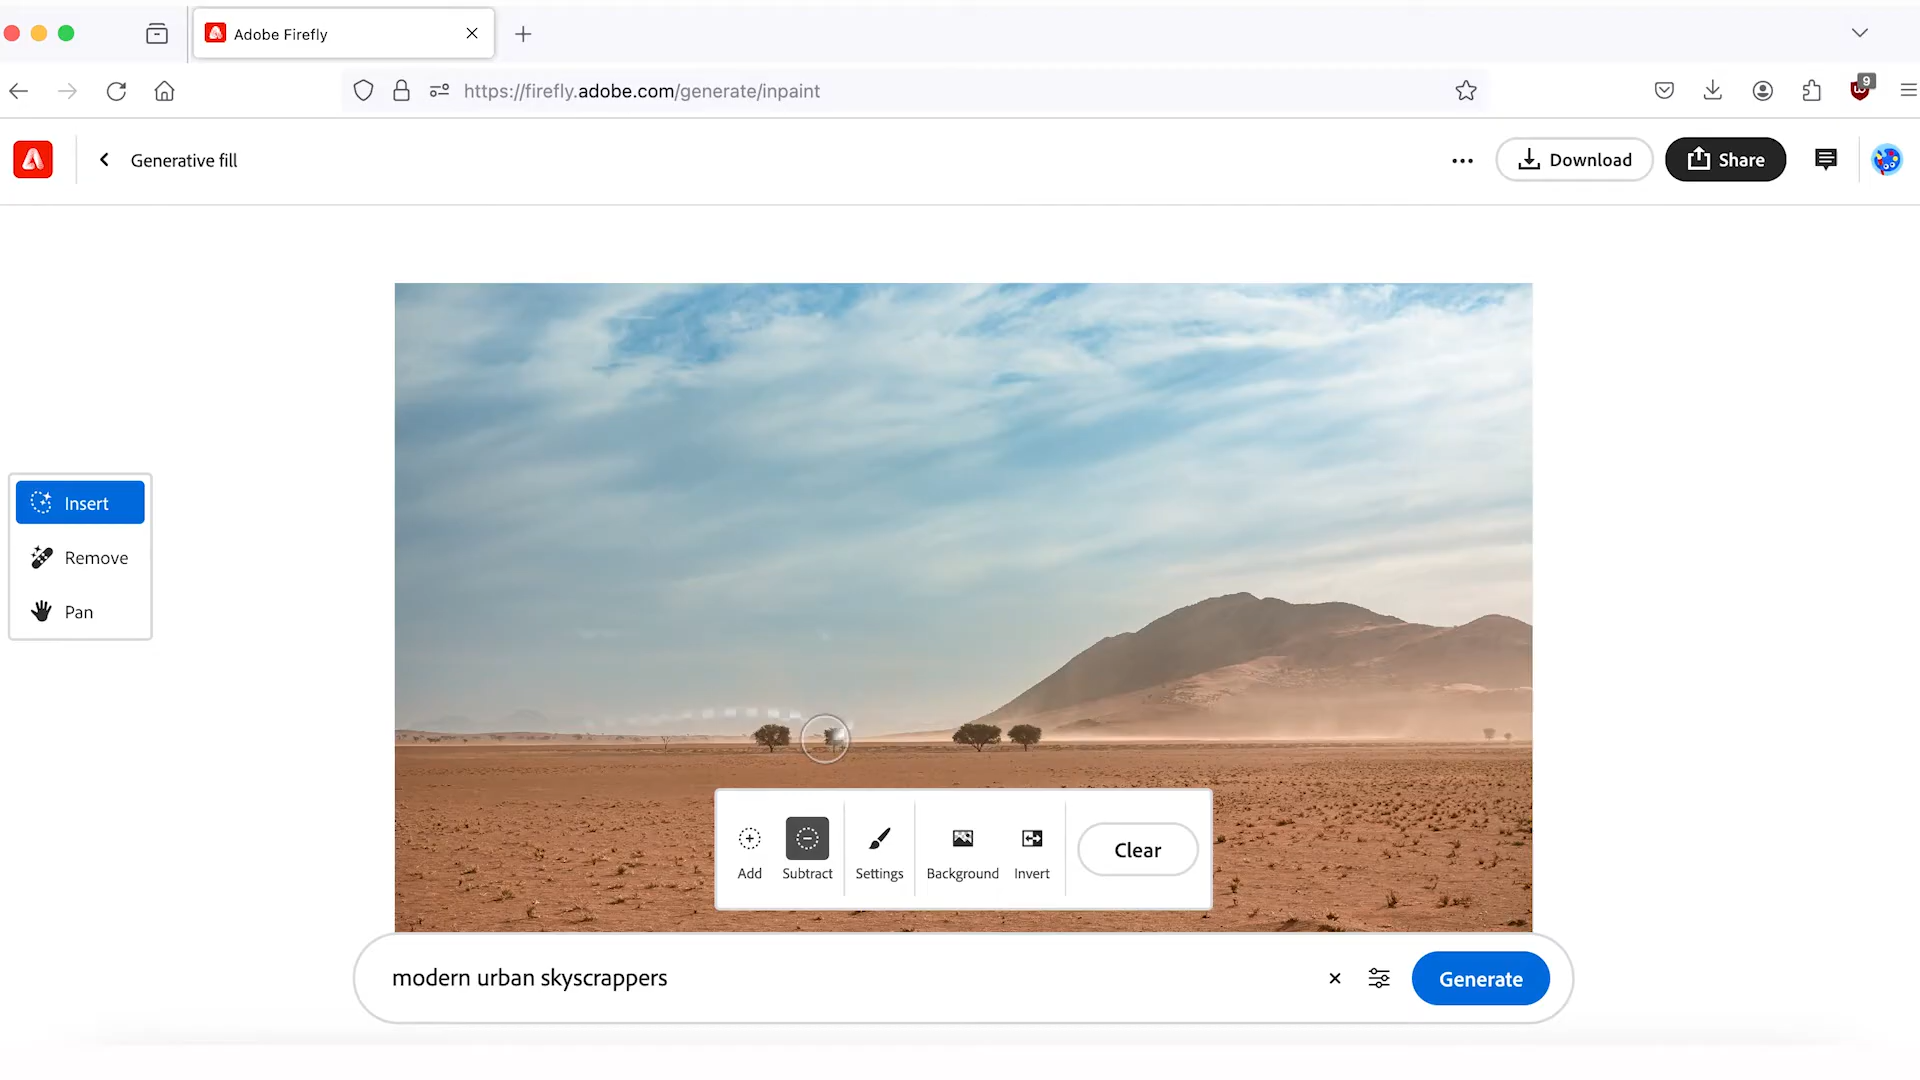 Adobe Firefly
https://firefly.adobe.com/generate/inpaint
9
Generative fill
Download
Share
Insert
Remove
Pan
Add
Subtract
Settings
Background
Invert
Clear
modern urban skyscrappers
Generate